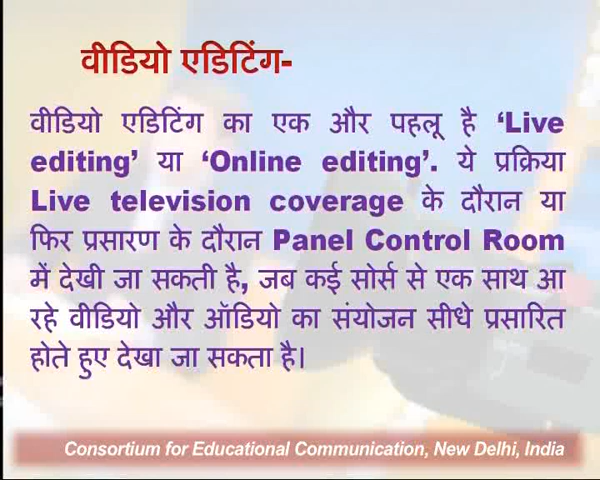 वीडियो एडिटिंग-
वीडियो एडिटिंग का एक और पहलू है ‘Live
editing’ या ‘Online editing’. ये प्रक्रिया
Live television coverage के दौरान या
फिर प्रसारण के दौरान Panel Control Room
में देखी जा सकती है, जब कई सोर्स से एक साथ आ
रहे वीडियो और ऑडियो का संयोजन सीधे प्रसारित
होते हुए देखा जा सकता है।
Consortium for Educational Communication, New Delhi, India